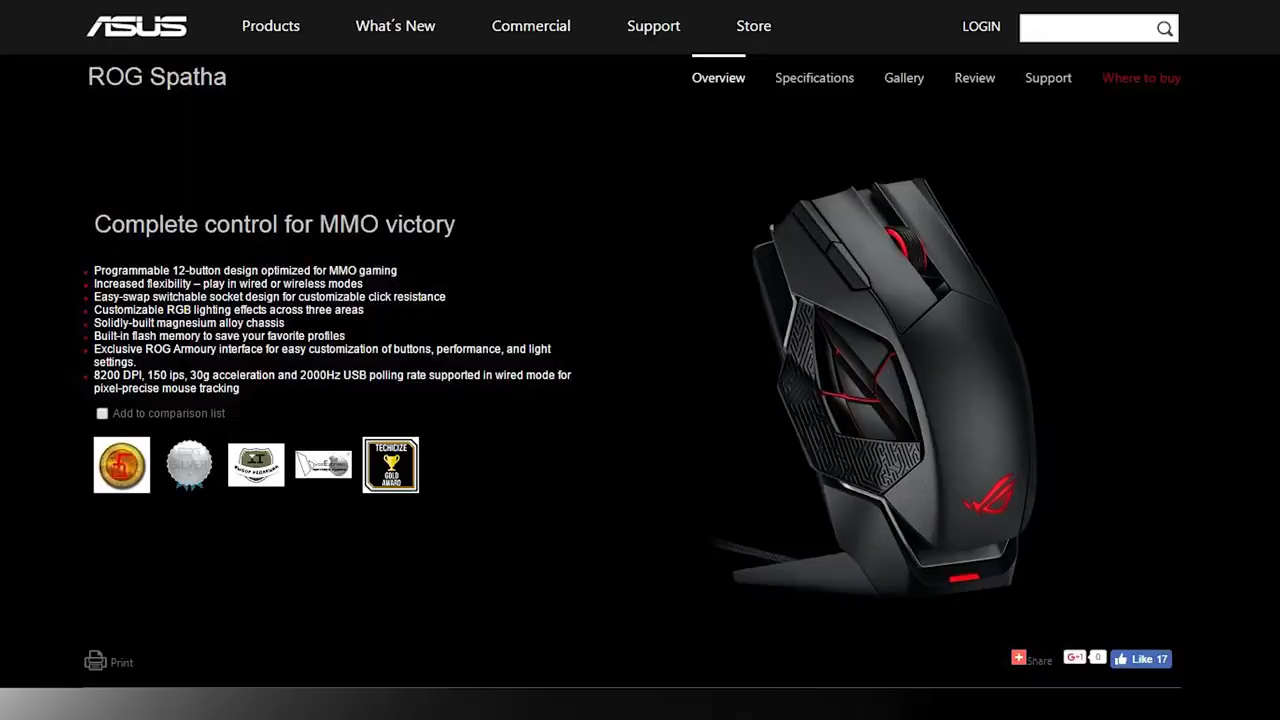 ASUS
Products
What´s New
Commercial
Support
Store
LOGIN
ROG Spatha
Overview
Specifications
Gallery
Review
Support
Where to buy
Complete control for MMO victory
Programmable 12-button design optimized for MMO gaming
Increased flexibility – play in wired or wireless modes
Easy-swap switchable socket design for customizable click resistance
Customizable RGB lighting effects across three areas
Solidly-built magnesium alloy chassis
Built-in flash memory to save your favorite profiles
Exclusive ROG Armoury interface for easy customization of buttons, performance, and light
settings.
8200 DPI, 150 ips, 30g acceleration and 2000Hz USB polling rate supported in wired mode for
pixel-precise mouse tracking
Add to comparison list
SILVER
TECHICIZE
GOLD
AWARD
Print
Share
G+1
0
Like 17